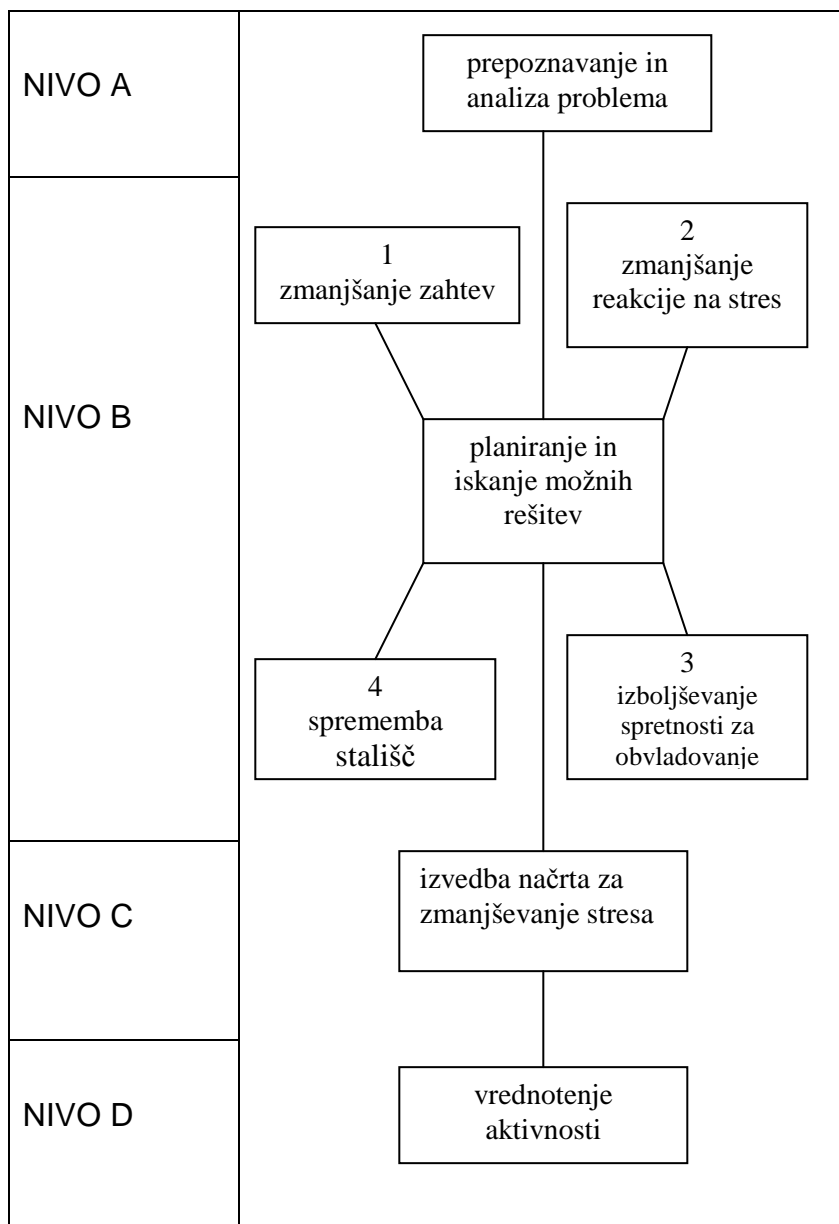 NIVO A
prepoznavanje in
analiza problema
NIVO B
1
zmanjšanje zahtev
2
zmanjšanje
reakcije na stres
planiranje in
iskanje možnih
rešitev
4
sprememba
stališč
3
izboljševanje
spretnosti za
obvladovanje
NIVO C
izvedba načrta za
zmanjševanje stresa
NIVO D
vrednotenje
aktivnosti